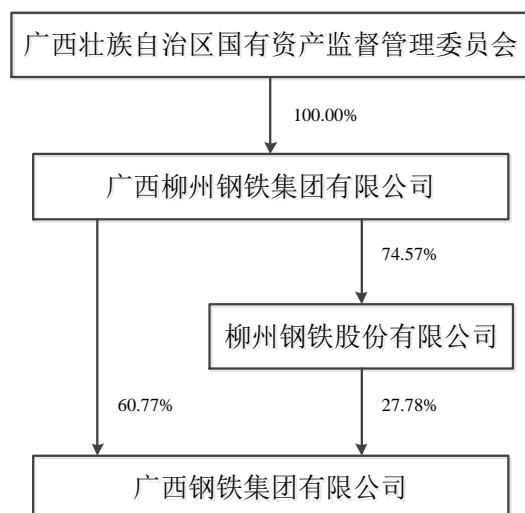 广西壮族自治区国有资产监督管理委员会
100.00%
广西柳州钢铁集团有限公司
74.57%
柳州钢铁股份有限公司
60.77%
27.78%
广西钢铁集团有限公司